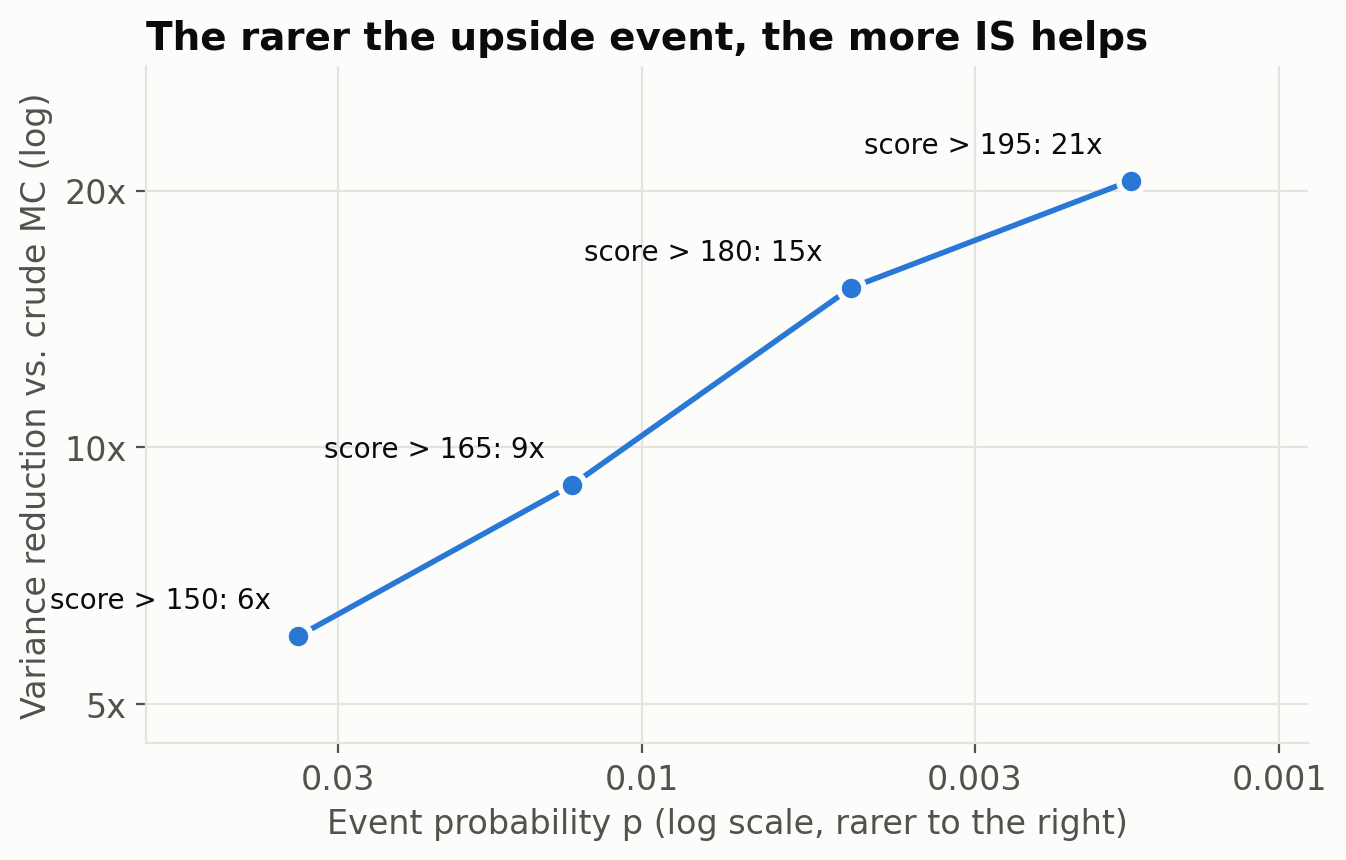 The rarer the upside event, the more IS helps
Variance reduction vs. crude MC (log)
score > 195: 21x
20x
score > 180: 15x
10x
score > 165: 9x
score > 150: 6x
5x
0.03
0.01
0.003
0.001
Event probability p (log scale, rarer to the right)